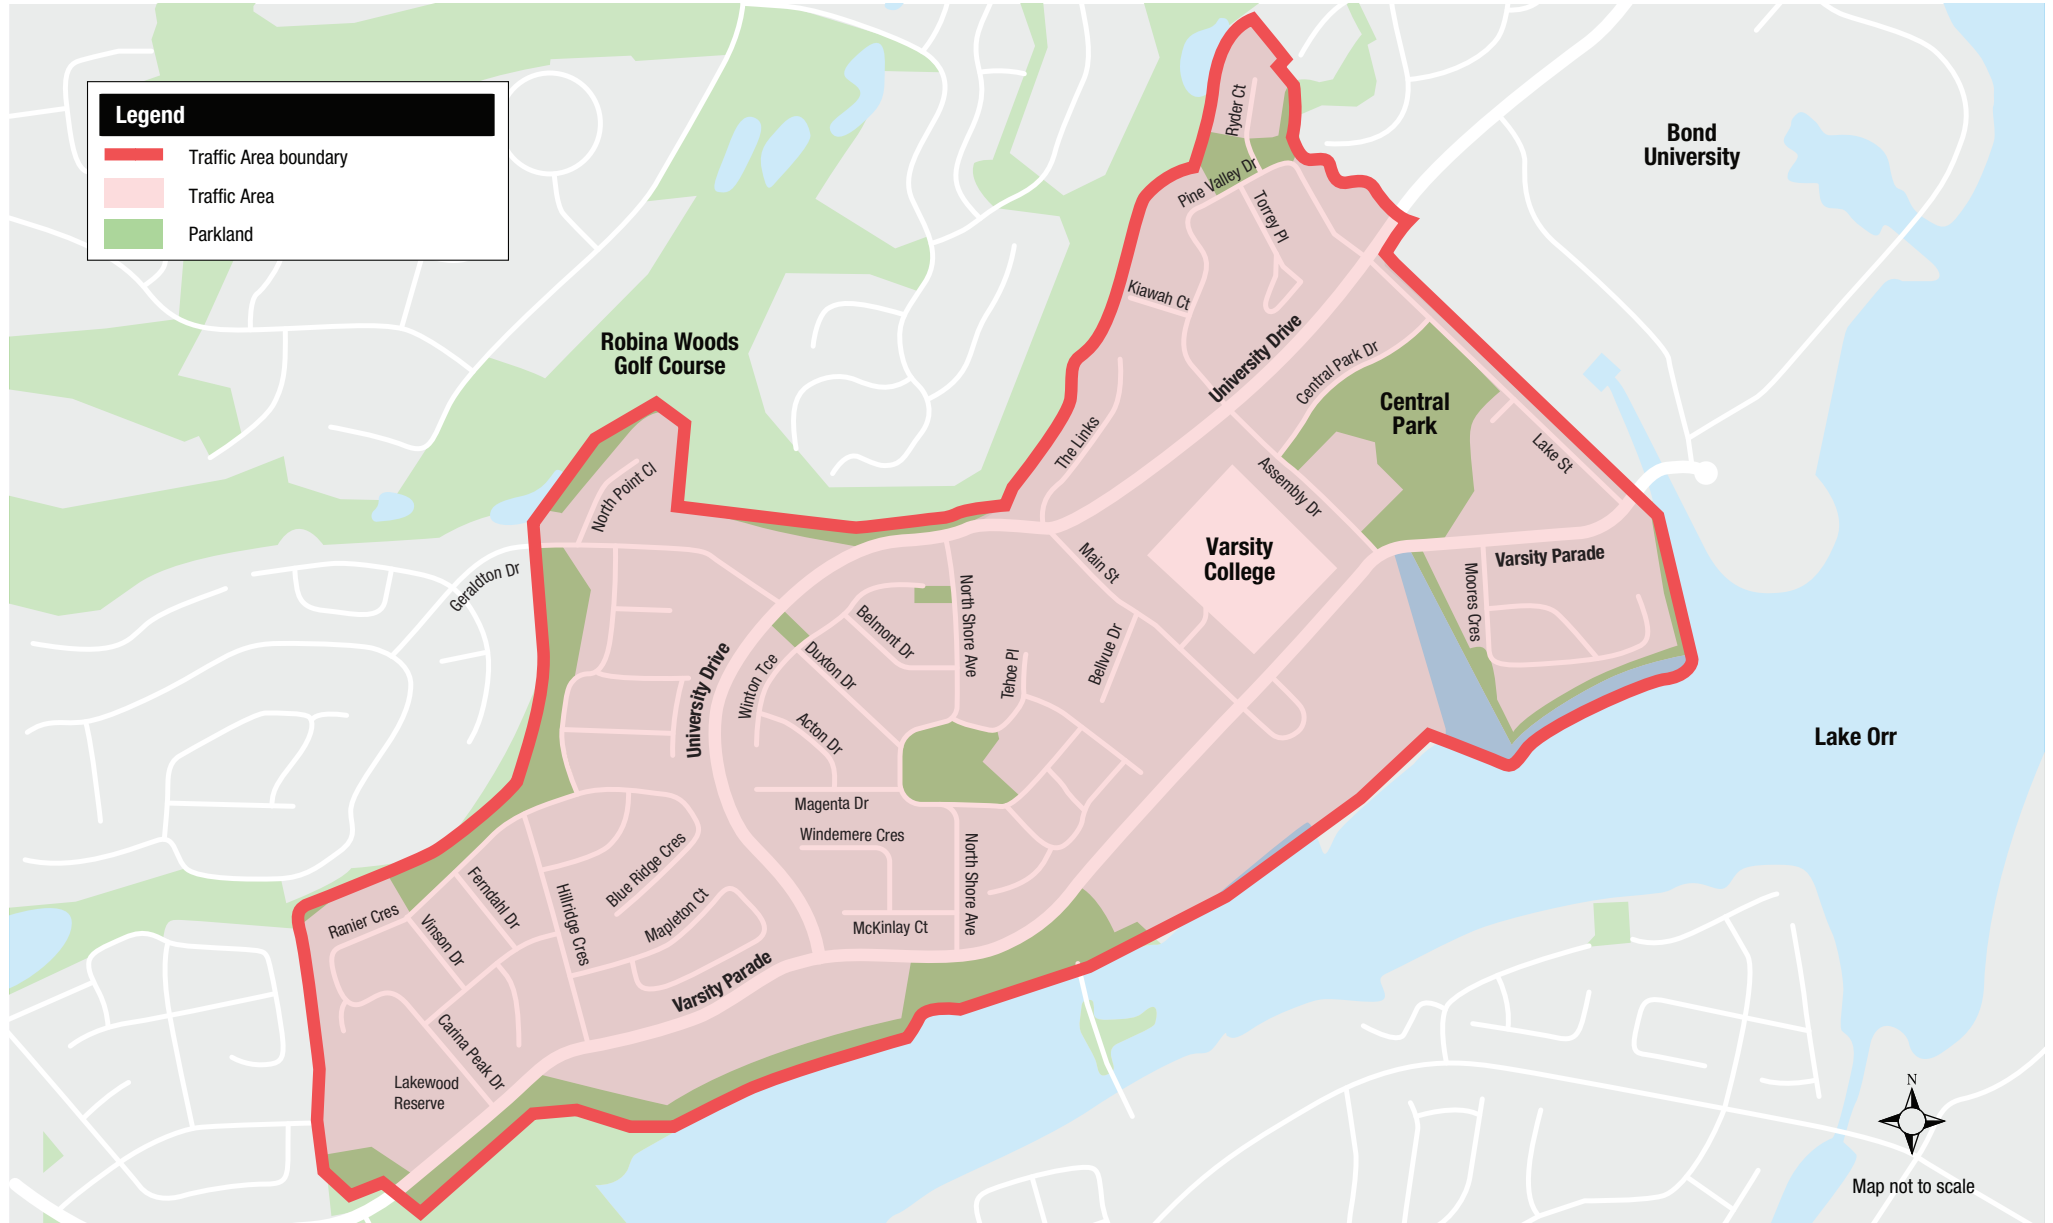 Legend
Traffic Area boundary
Traffic Area
Parkland
Bond
University
Ryder Ct
Pine Valley Dr
Torrey Pl
Kiawah Ct
Robina Woods
Golf Course
University Drive
Central Park Dr
Central
Park
The Links
Lake St
Assembly Dr
North Point Cl
Geraldton Dr
Main St
Varsity
College
Varsity Parade
Moores Cres
North Shore Ave
Belmont Dr
Duxton Dr
Winton Tce
University Drive
Tehoe Pl
Bellvue Dr
Acton Dr
Lake Orr
Magenta Dr
Windemere Cres
Blue Ridge Cres
North Shore Ave
Ferndahl Dr
Hillridge Cres
Mapleton Ct
McKinlay Ct
Ranier Cres
Vinson Dr
Varsity Parade
Carina Peak Dr
Lakewood
Reserve
N
Map not to scale